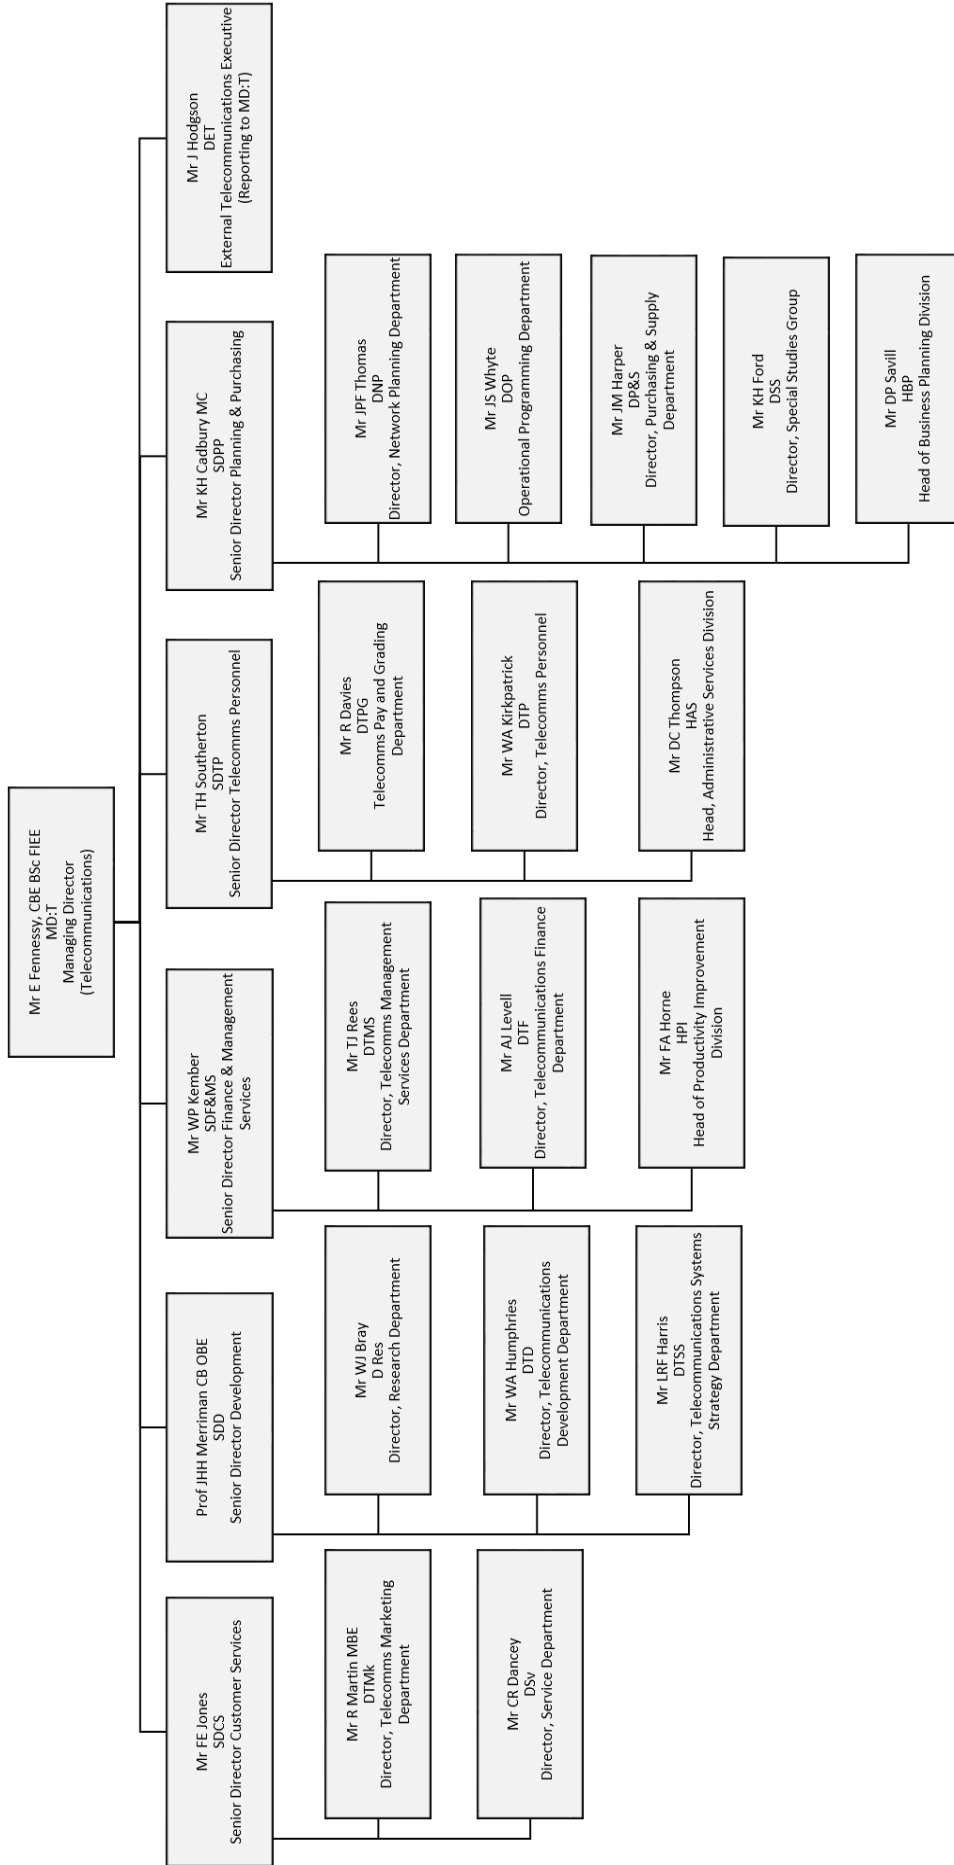 Mr E Fennessy, CBE BSc FIEE
MD:T
Managing Director
(Telecommunications)
Mr FE Jones
SDCS
Senior Director Customer Services
Mr R Martin MBE
DTMk
Director, Telecomms Marketing
Department
Mr CR Dancey
DSv
Director, Service Department
Prof JHH Merriman CB OBE
SDD
Senior Director Development
Mr WJ Bray
D Res
Director, Research Department
Mr WA Humphries
DTD
Director, Telecommunications
Development Department
Mr LRF Harris
DTSS
Director, Telecommunications Systems
Strategy Department
Mr WP Kember
SDF&MS
Senior Director Finance & Management
Services
Mr TJ Rees
DTMS
Director, Telecomms Management
Services Department
Mr AJ Levell
DTF
Director, Telecommunications Finance
Department
Mr FA Horne
HPI
Head of Productivity Improvement
Division
Mr TH Southerton
SDTP
Senior Director Telecomms Personnel
Mr R Davies
DTPG
Telecomms Pay and Grading
Department
Mr WA Kirkpatrick
DTP
Director, Telecomms Personnel
Mr DC Thompson
HAS
Head, Administrative Services Division
Mr KH Cadbury MC
SDPP
Senior Director Planning & Purchasing
Mr JPF Thomas
DNP
Director, Network Planning Department
Mr JS Whyte
DOP
Operational Programming Department
Mr JM Harper
DP&S
Director, Purchasing & Supply
Department
Mr KH Ford
DSS
Director, Special Studies Group
Mr DP Savill
HBP
Head of Business Planning Division
Mr J Hodgson
DET
External Telecommunications Executive
(Reporting to MD:T)